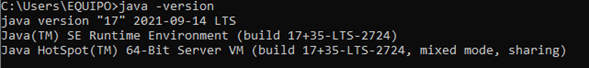 C:\Users\EQUIPO>java -version
java version "17" 2021-09-14 LTS
Java(TM) SE Runtime Environment (build 17+35-LTS-2724)
Java HotSpot(TM) 64-Bit Server VM (build 17+35-LTS-2724, mixed mode, sharing)